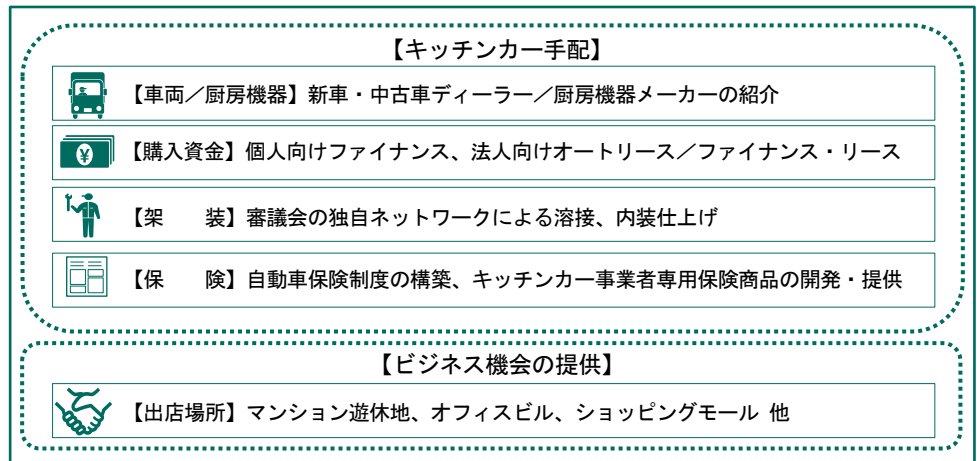 【キッチンカー手配】
【車両／厨房機器】新車・中古車ディーラー／厨房機器メーカーの紹介
¥
【購入資金】個人向けファイナンス、法人向けオートリース／ファイナンス・リース
【架　　装】審議会の独自ネットワークによる溶接、内装仕上げ
【保　　険】自動車保険制度の構築、キッチンカー事業者専用保険商品の開発・提供
【ビジネス機会の提供】
【出店場所】マンション遊休地、オフィスビル、ショッピングモール 他